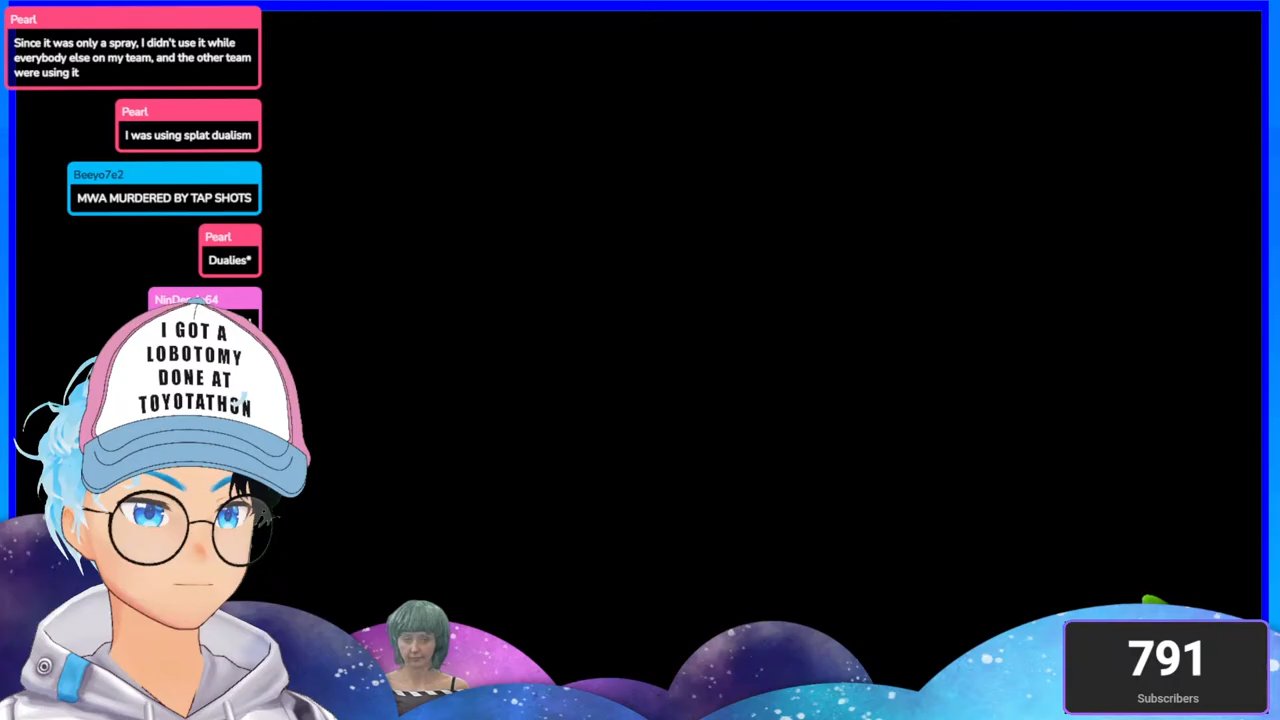 Pearl
Since it was only a spray, I didn't use it while
everybody else on my team, and the other team
were using it
Pearl
I was using splat dualism
Beeyo7e2
MWA MURDERED BY TAP SHOTS
Pearl
Dualies*
I GOT A
LOBOTOMY
DONE AT
TOYOTATHON
791
Subscribers